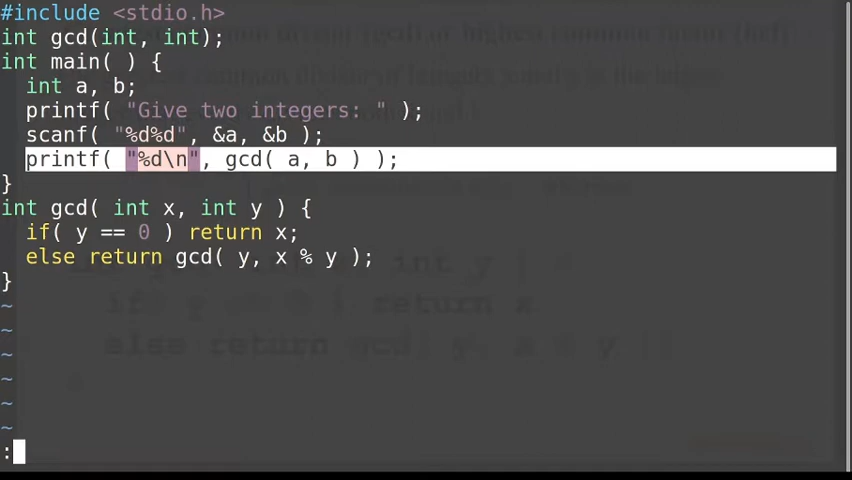 #include <stdio.h>
int gcd(int, int);
int main( ) {
  int a, b;
  printf( "Give two integers: " );
  scanf( "%d%d", &a, &b );
  printf( "%d\n", gcd( a, b ) );
}
int gcd( int x, int y ) {
  if( y == 0 ) return x;
  else return gcd( y, x % y );
}
~
~
~
~
~
~
: